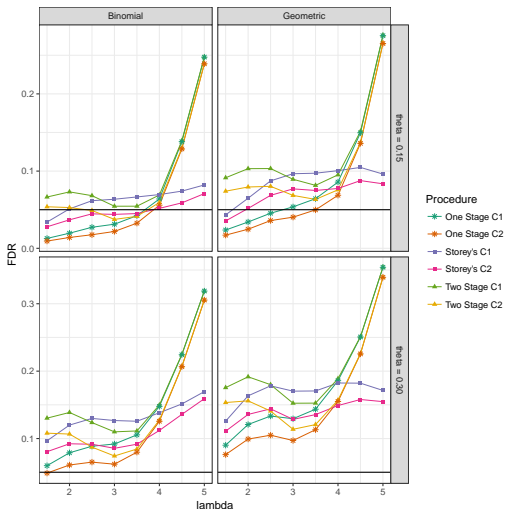 Binomial
Geometric
0.2
0.1
0.0
theta = 0.15
0.3
0.2
0.1
theta = 0.30
FDR
2
3
4
5
2
3
4
5
lambda
Procedure
One Stage C1
One Stage C2
Storey's C1
Storey's C2
Two Stage C1
Two Stage C2